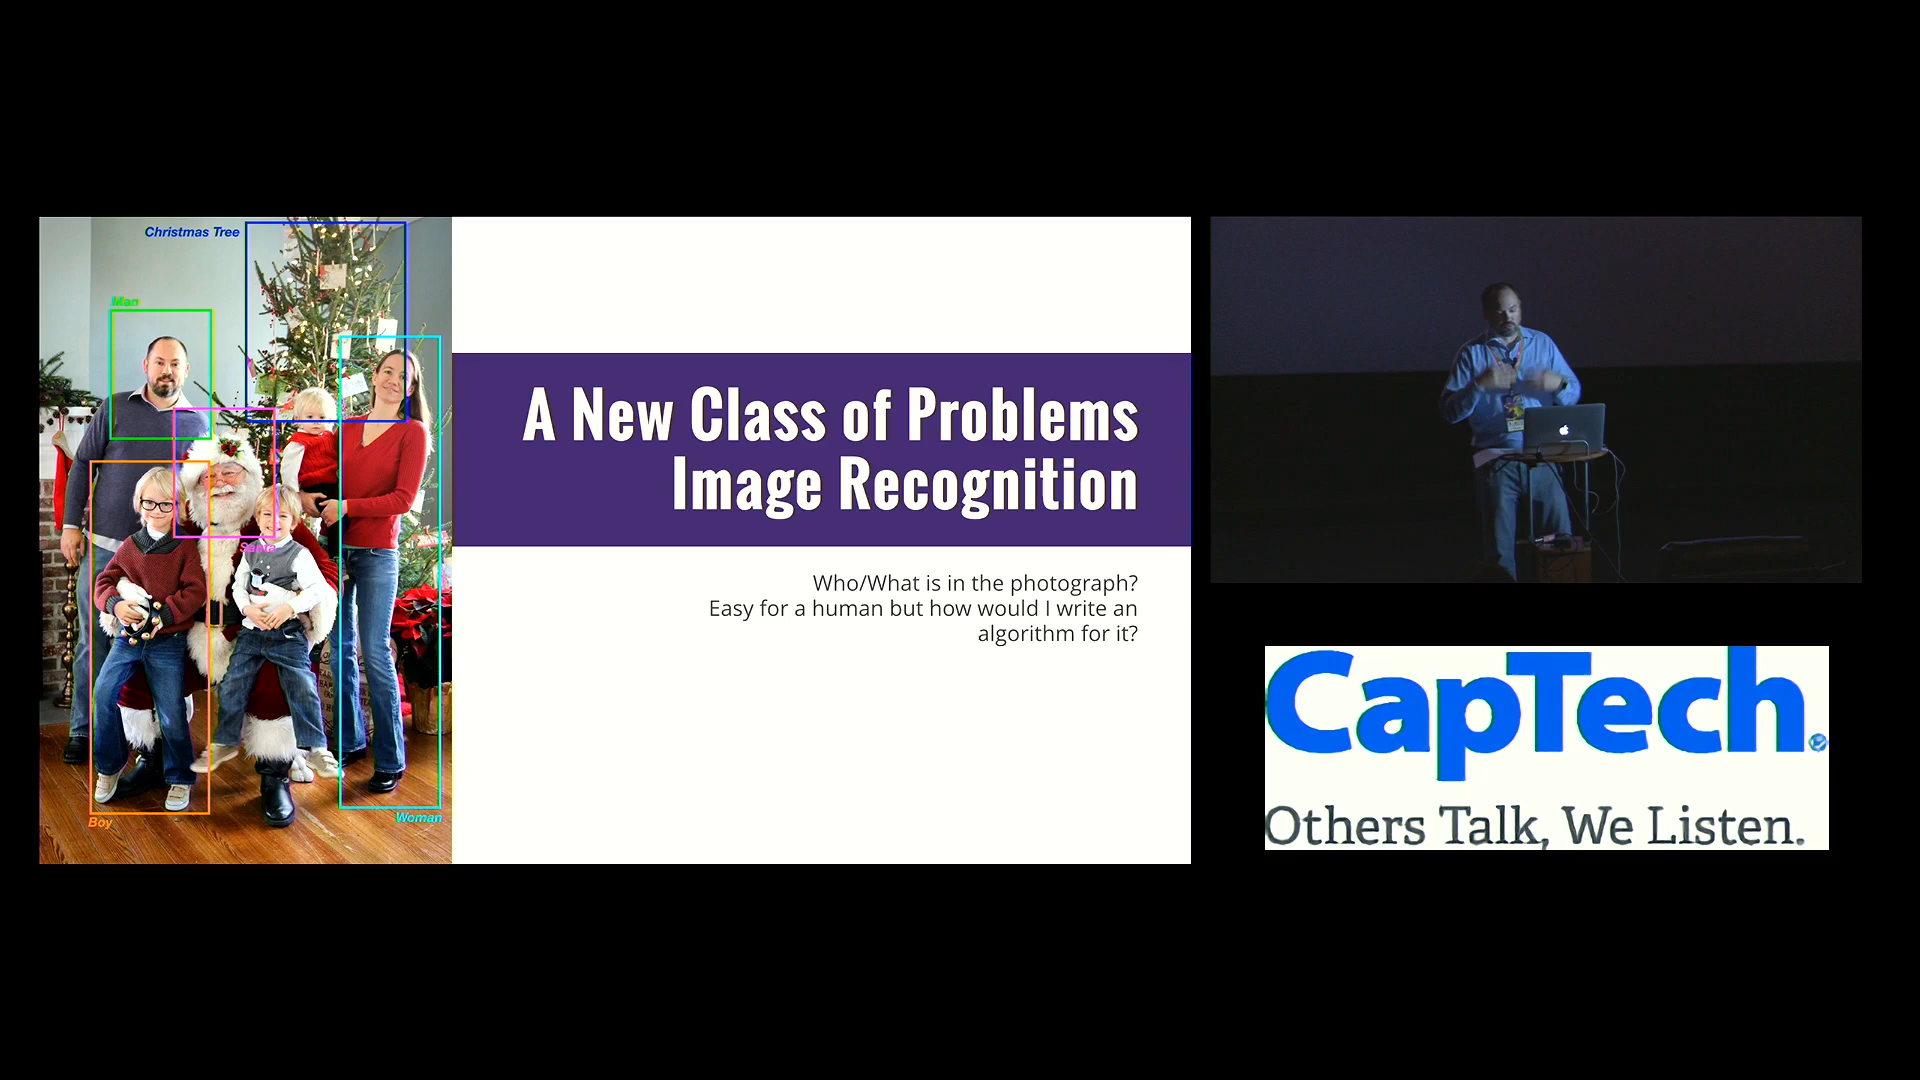 Christmas Tree
Man
Santa
Boy
Woman
A New Class of Problems
Image Recognition
Who/What is in the photograph?
Easy for a human but how would I write an
algorithm for it?
CapTech.
Others Talk, We Listen.